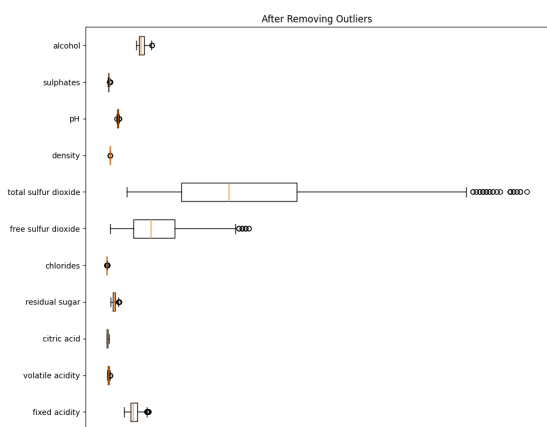 After Removing Outliers
alcohol
sulphates
pH
density
total sulfur dioxide
free sulfur dioxide
chlorides
residual sugar
citric acid
volatile acidity
fixed acidity